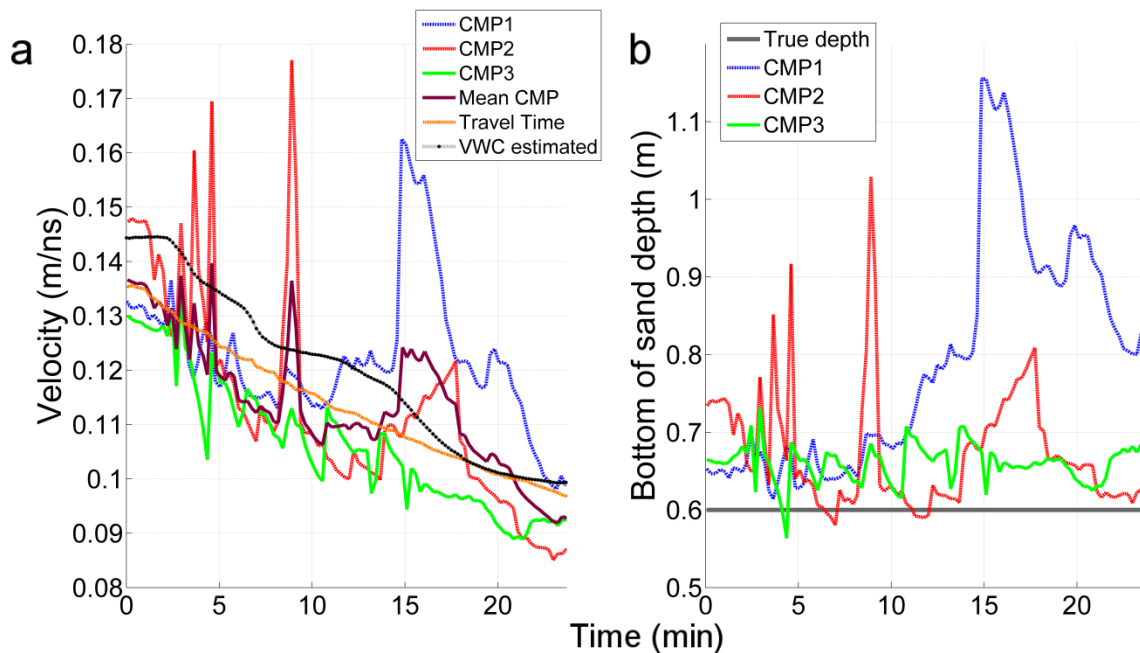 a
CMP1
CMP2
CMP3
Mean CMP
Travel Time
VWC estimated
Velocity (m/ns)
0.18
0.17
0.16
0.15
0.14
0.13
0.12
0.11
0.1
0.09
0.08
0
5
10
15
20
b
True depth
CMP1
CMP2
CMP3
Bottom of sand depth (m)
1.1
1
0.9
0.8
0.7
0.6
0.5
0
5
10
15
20
Time (min)